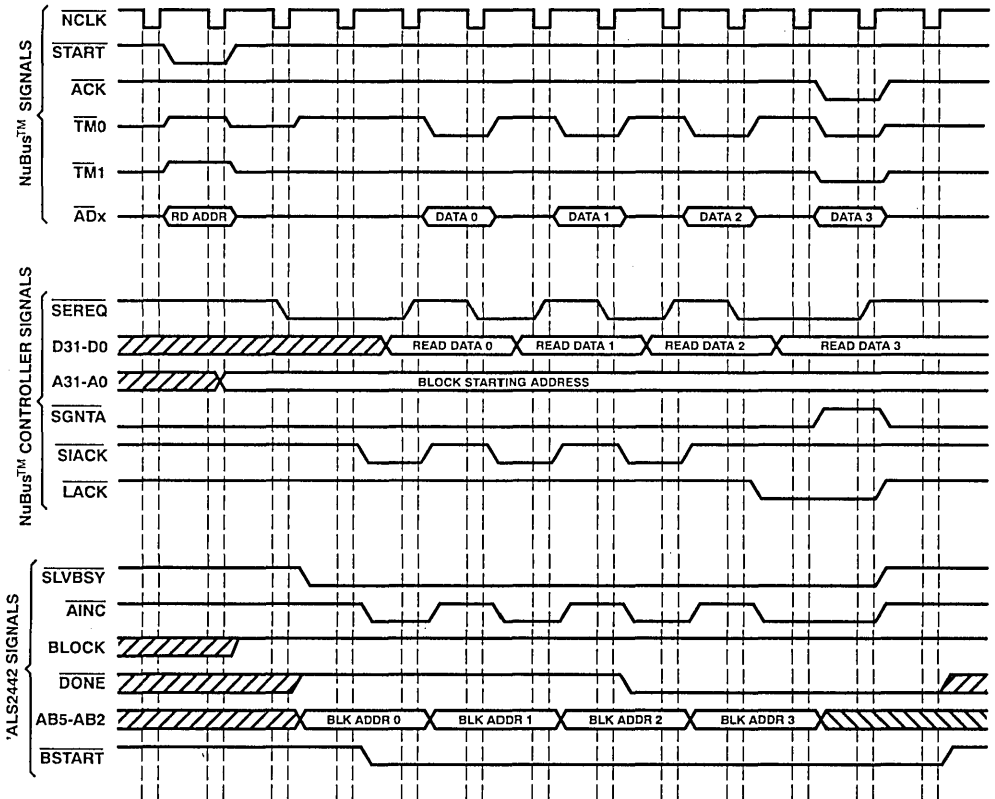 NuBus™ SIGNALS
NCLK
START
ACK
TM0
TM1
ADx
RD ADDR
DATA 0
DATA 1
DATA 2
DATA 3
NuBus™ CONTROLLER SIGNALS
SEREQ
D31-D0
READ DATA 0
READ DATA 1
READ DATA 2
READ DATA 3
A31-A0
BLOCK STARTING ADDRESS
SGNTA
SIACK
LACK
'ALS2442 SIGNALS
SLVBSY
AINC
BLOCK
DONE
AB5-AB2
BLK ADDR 0
BLK ADDR 1
BLK ADDR 2
BLK ADDR 3
BSTART